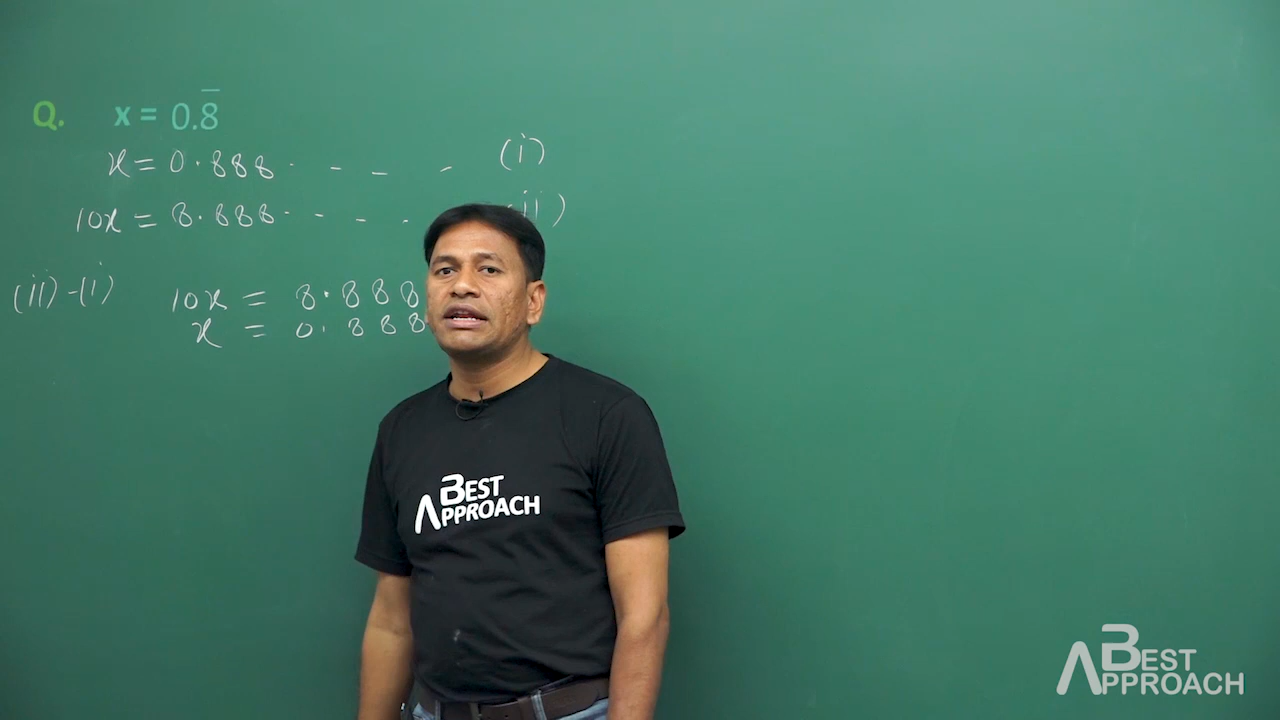 Q. x = 0.8̅
x = 0.888. - - - (i)
10x = 8.888. - - - (ii)
(ii)-(i) 10x = 8.888
x = 0.888
BEST
APPROACH
BEST
APPROACH